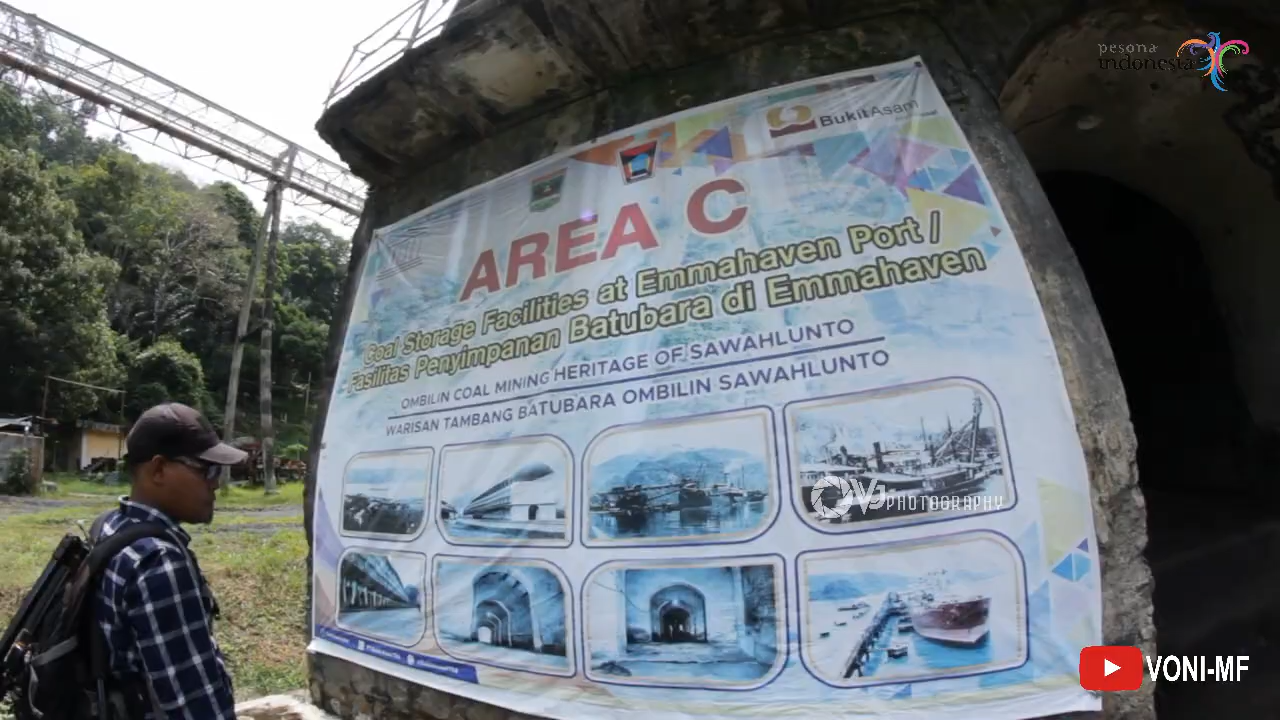 pesona
indonesia
BukitAsam
AREA C
Coal Storage Facilities at Emmahaven Port /
Fasilitas Penyimpanan Batubara di Emmahaven
OMBILIN COAL MINING HERITAGE OF SAWAHLUNTO
WARISAN TAMBANG BATUBARA OMBILIN SAWAHLUNTO
VJ PHOTOGRAPHY
VONI-MF